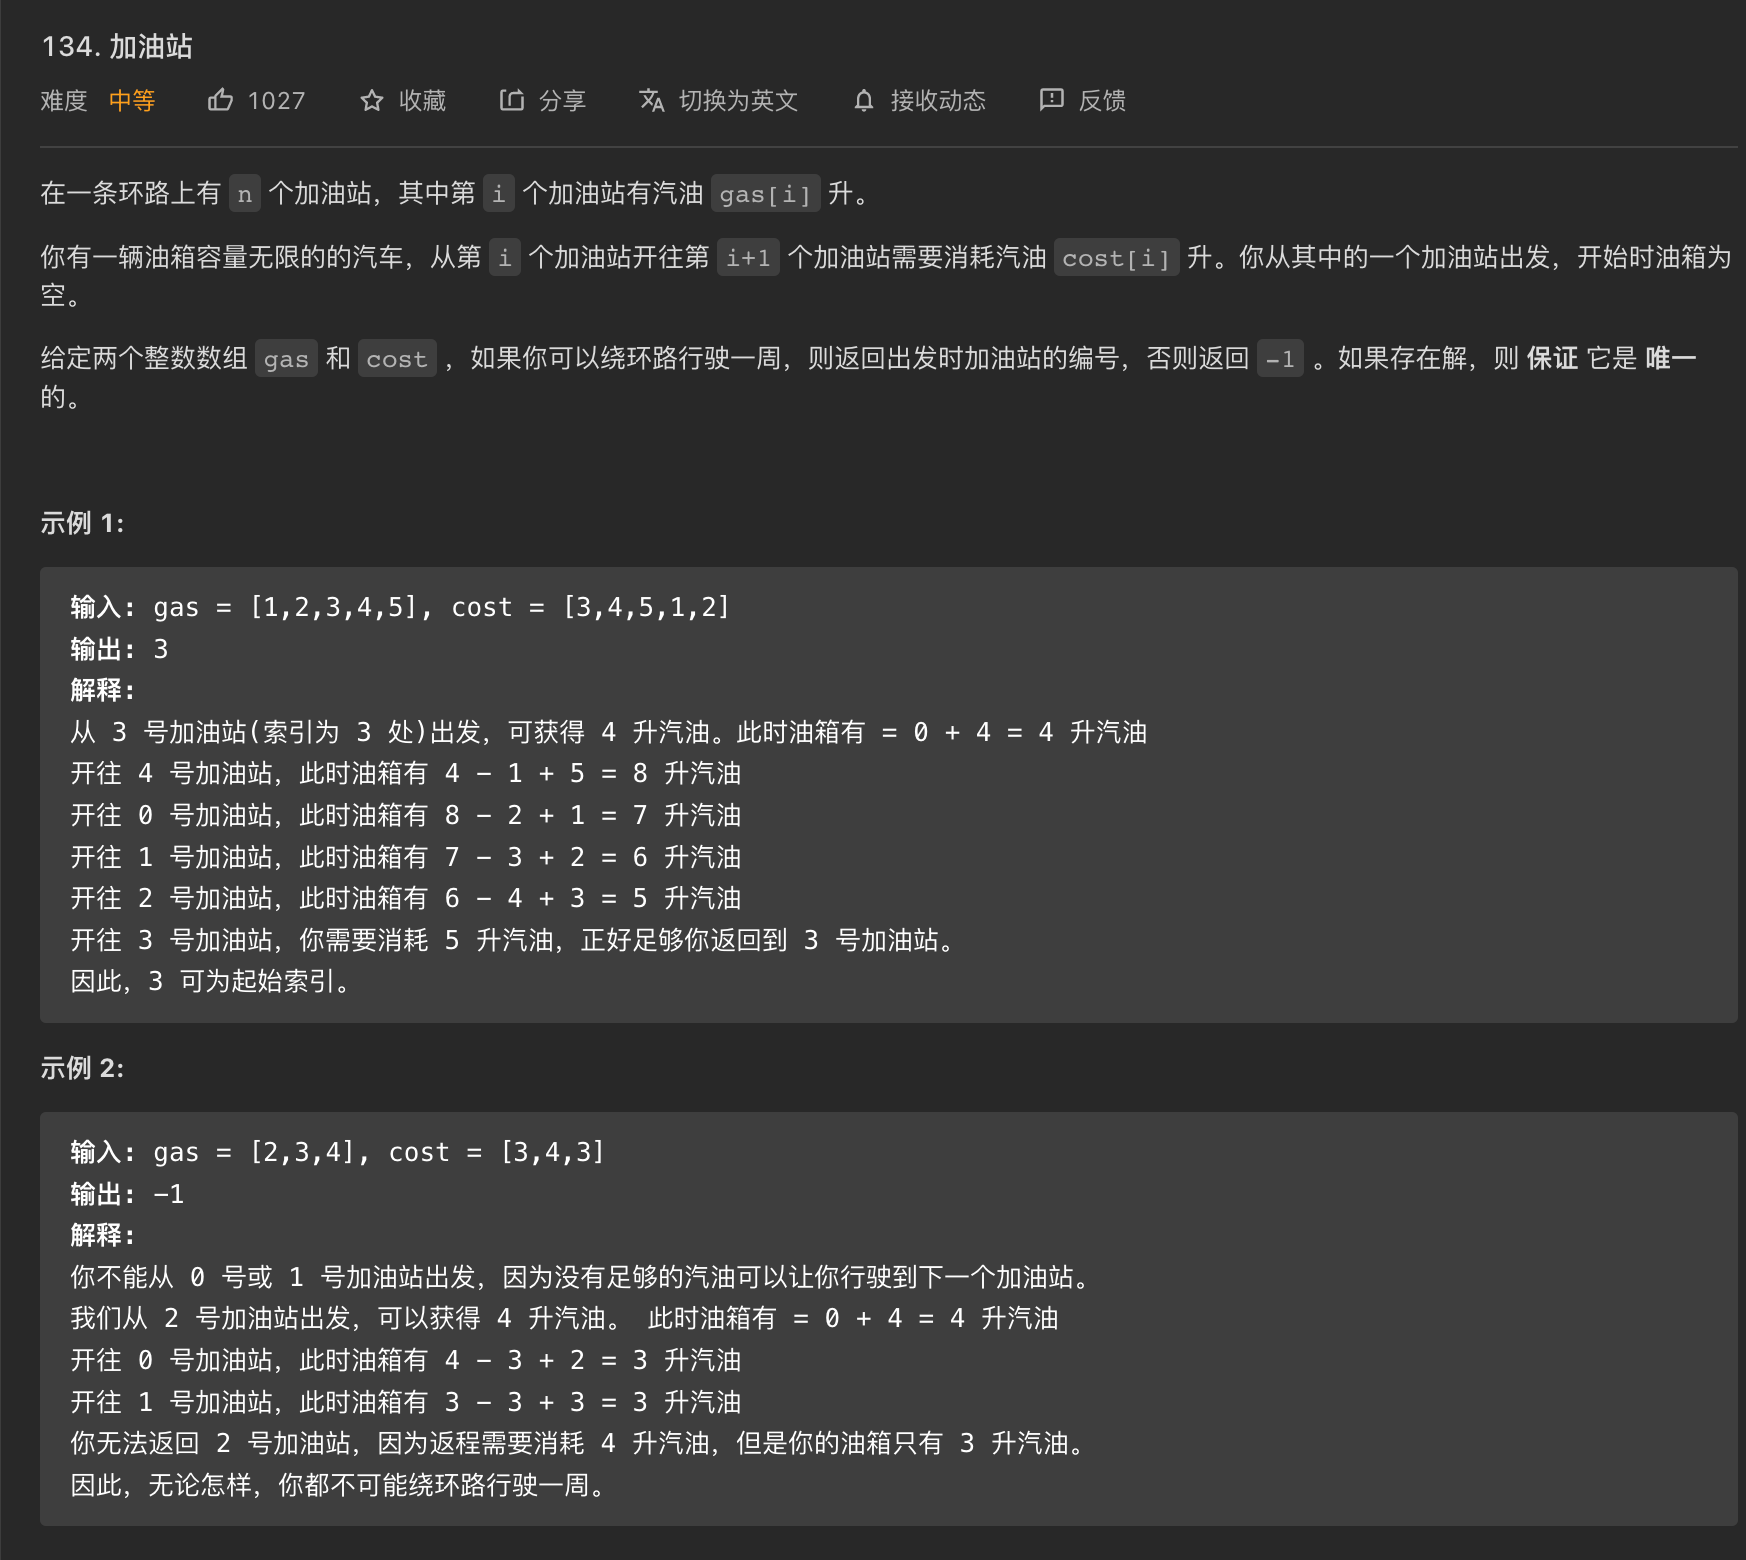 134. 加油站
难度 中等 1027 收藏 分享 切换为英文 接收动态 反馈
在一条环路上有 n 个加油站，其中第 i 个加油站有汽油 gas[i] 升。
你有一辆油箱容量无限的的汽车，从第 i 个加油站开往第 i+1 个加油站需要消耗汽油 cost[i] 升。你从其中的一个加油站出发，开始时油箱为
空。
给定两个整数数组 gas 和 cost ，如果你可以绕环路行驶一周，则返回出发时加油站的编号，否则返回 -1 。如果存在解，则 保证 它是 唯一
的。
示例 1:
输入: gas = [1,2,3,4,5], cost = [3,4,5,1,2]
输出: 3
解释:
从 3 号加油站(索引为 3 处)出发，可获得 4 升汽油。此时油箱有 = 0 + 4 = 4 升汽油
开往 4 号加油站，此时油箱有 4 - 1 + 5 = 8 升汽油
开往 0 号加油站，此时油箱有 8 - 2 + 1 = 7 升汽油
开往 1 号加油站，此时油箱有 7 - 3 + 2 = 6 升汽油
开往 2 号加油站，此时油箱有 6 - 4 + 3 = 5 升汽油
开往 3 号加油站，你需要消耗 5 升汽油，正好足够你返回到 3 号加油站。
因此，3 可为起始索引。
示例 2:
输入: gas = [2,3,4], cost = [3,4,3]
输出: -1
解释:
你不能从 0 号或 1 号加油站出发，因为没有足够的汽油可以让你行驶到下一个加油站。
我们从 2 号加油站出发，可以获得 4 升汽油。 此时油箱有 = 0 + 4 = 4 升汽油
开往 0 号加油站，此时油箱有 4 - 3 + 2 = 3 升汽油
开往 1 号加油站，此时油箱有 3 - 3 + 3 = 3 升汽油
你无法返回 2 号加油站，因为返程需要消耗 4 升汽油，但是你的油箱只有 3 升汽油。
因此，无论怎样，你都不可能绕环路行驶一周。